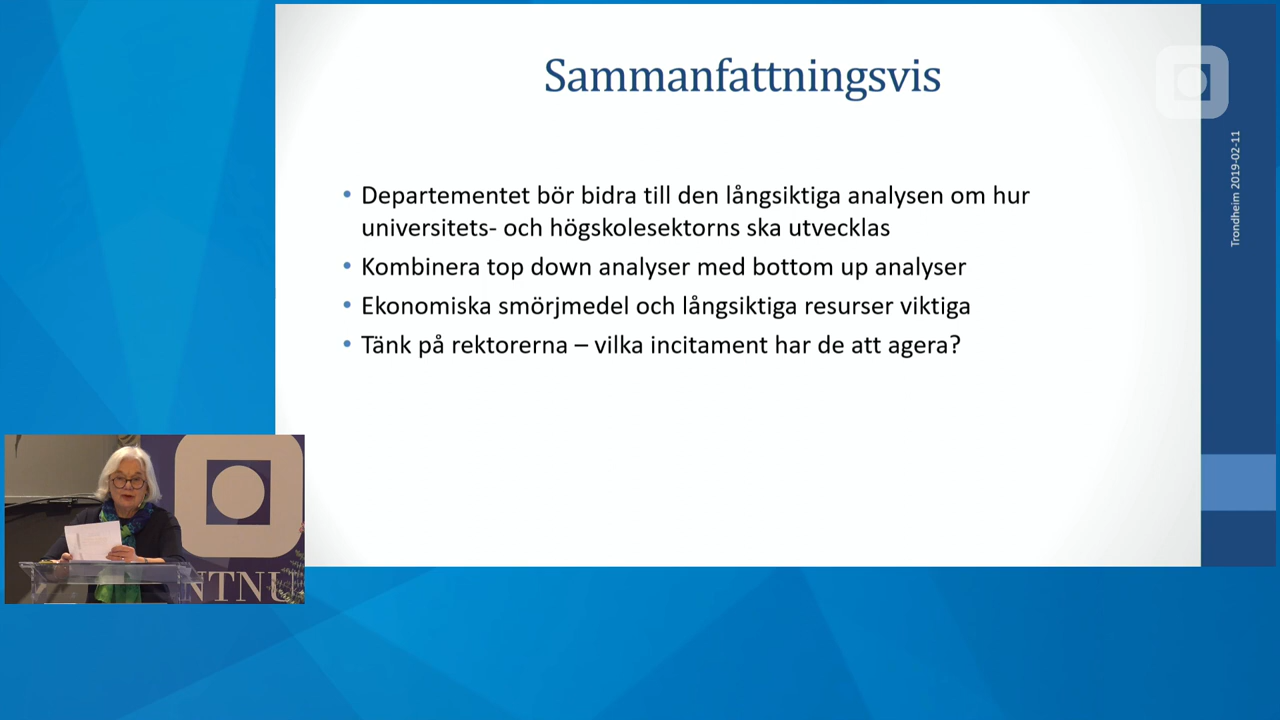 Sammanfattningsvis
• Departementet bör bidra till den långsiktiga analysen om hur
universitets- och högskolesektorns ska utvecklas
• Kombinera top down analyser med bottom up analyser
• Ekonomiska smörjmedel och långsiktiga resurser viktiga
• Tänk på rektorerna – vilka incitament har de att agera?
Trondheim 2019-02-11
NTNU